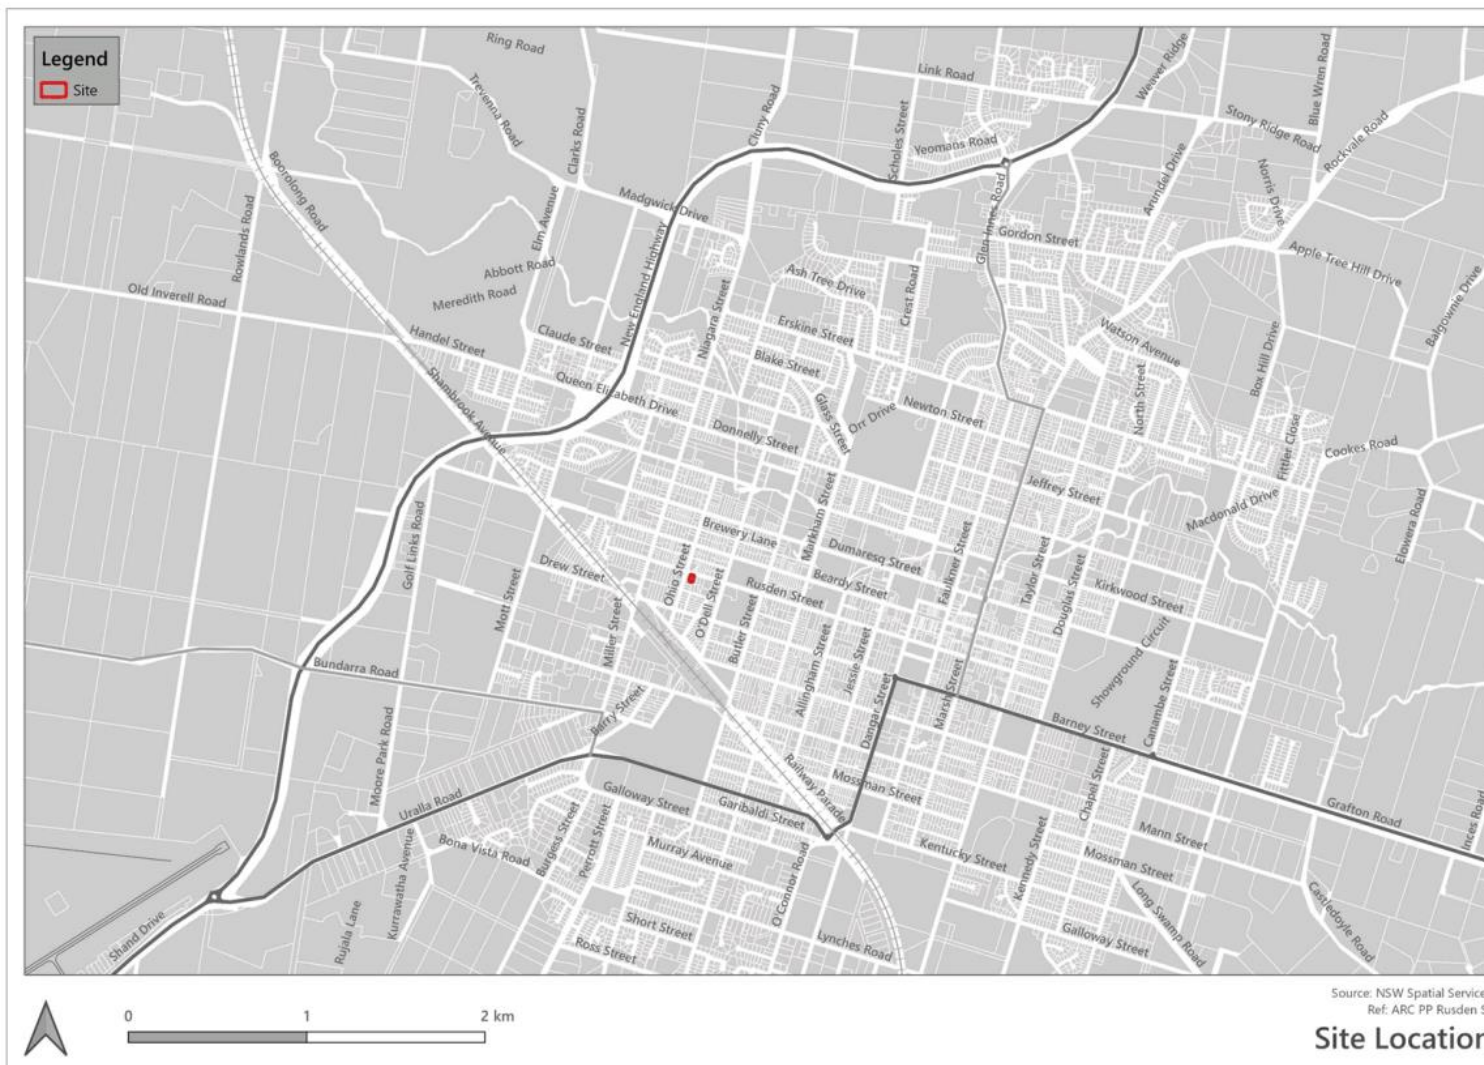 Legend
Site
Ring Road
Link Road
Weaver Ridge
Blue Wren Road
Trevenna Road
Clarks Road
Cluny Road
Scholes Street
Stony Ridge Road
Rockvale Road
Yeomans Road
Boorolong Road
Madgwick Drive
Arundel Drive
Norris Drive
Rowlands Road
Elm Avenue
Glen Innes Road
Gordon Street
New England Highway
Abbott Road
Meredith Road
Ash Tree Drive
Apple Tree Hill Drive
Old Inverell Road
Niagara Street
Crest Road
Balgownie Drive
Handel Street
Claude Street
Erskine Street
Watson Avenue
Box Hill Drive
Blake Street
Shambrook Avenue
Queen Elizabeth Drive
Glass Street
Orr Drive
Newton Street
North Street
Donnelly Street
Fittler Close
Cookes Road
Jeffrey Street
Macdonald Drive
Elowera Road
Golf Links Road
Brewery Lane
Markham Street
Dumaresq Street
Faulkner Street
Drew Street
Ohio Street
Beardy Street
Taylor Street
Douglas Street
Kirkwood Street
Mott Street
O'Dell Street
Rusden Street
Miller Street
Butler Street
Allingham Street
Jessie Street
Showground Circuit
Bundarra Road
Dangar Street
Marsh Street
Canambe Street
Barry Street
Barney Street
Moore Park Road
Railway Parade
Mossman Street
Chapel Street
Uralla Road
Galloway Street
Garibaldi Street
Grafton Road
Inces Road
Bona Vista Road
Burgess Street
Perrott Street
Murray Avenue
Kentucky Street
Kennedy Street
Mann Street
Mossman Street
Kurrawatha Avenue
O'Connor Road
Long Swamp Road
Castledoyle Road
Shand Drive
Rujala Lane
Short Street
Ross Street
Lynches Road
Galloway Street
0 1 2 km
Source: NSW Spatial Service
Ref: ARC PP Rusden S
Site Location